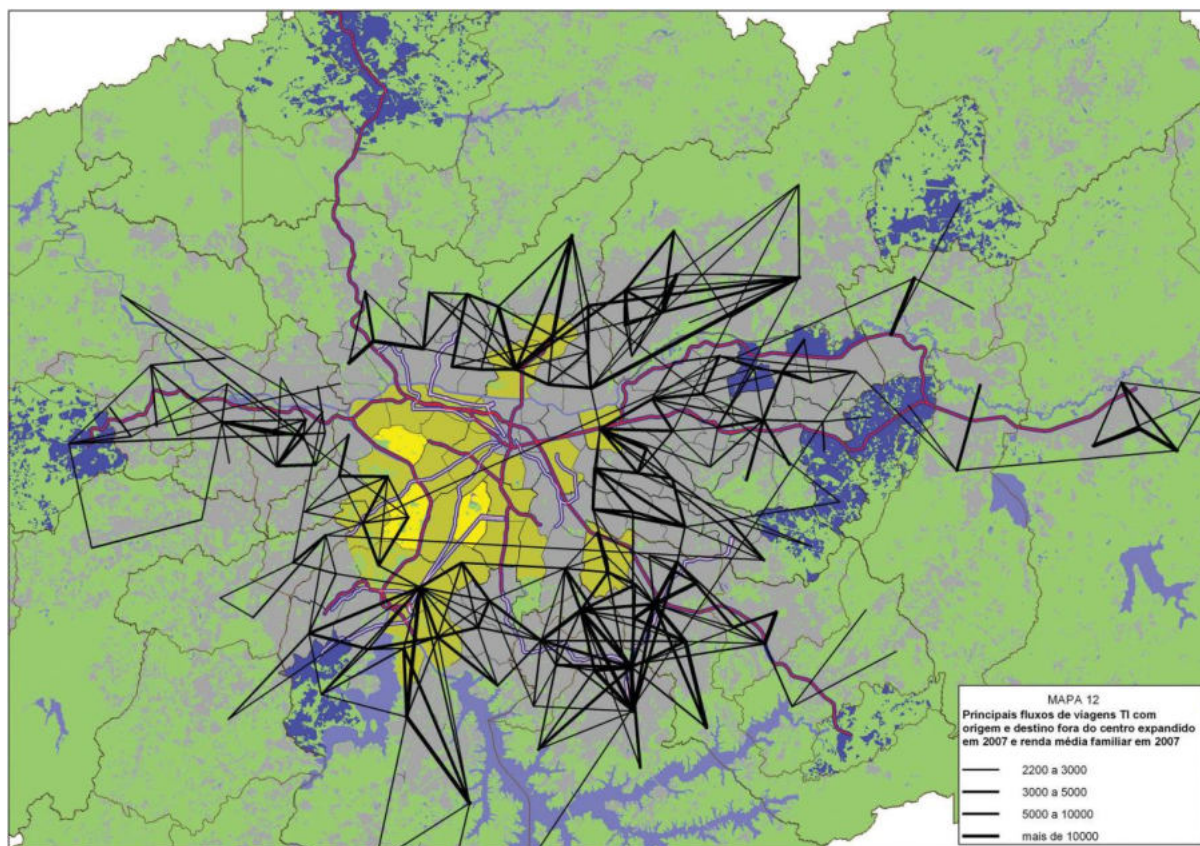 MAPA 12
Principais fluxos de viagens TI com
origem e destino fora do centro expandido
em 2007 e renda média familiar em 2007
2200 a 3000
3000 a 5000
5000 a 10000
mais de 10000